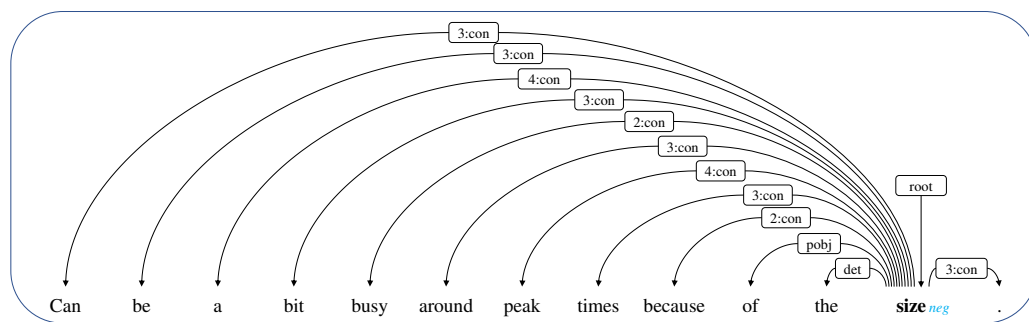 3:con
3:con
4:con
3:con
2:con
3:con
4:con
root
3:con
2:con
pobj
det 3:con
Can be a bit busy around peak times because of the size neg .